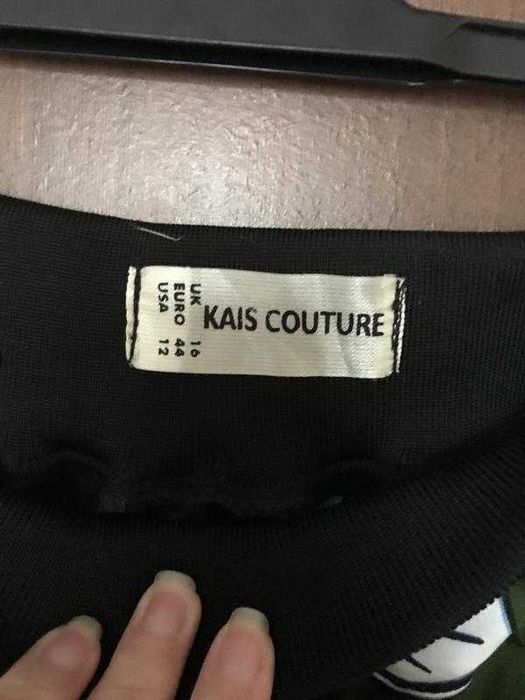 KAIS COUTURE
UK 16
EURO 44
USA 12